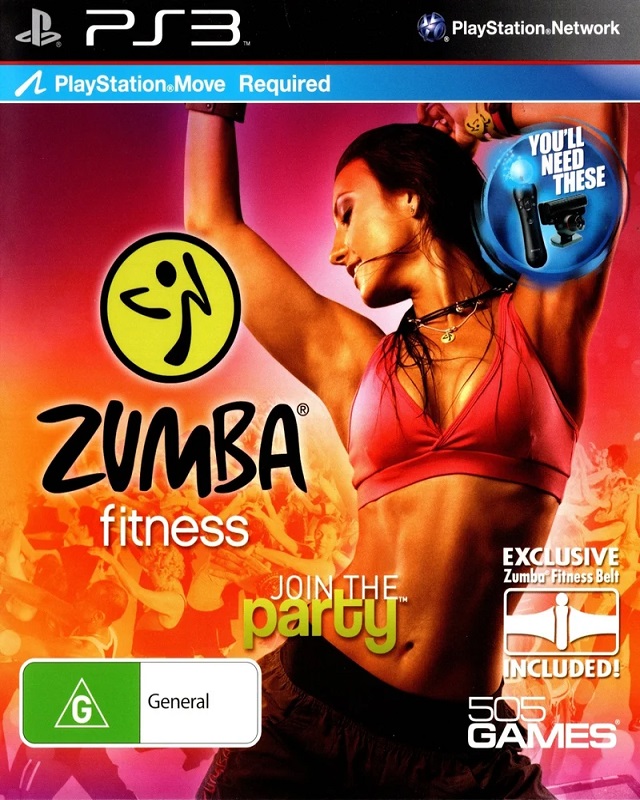 PS3™
PlayStation®Network
PlayStation®Move Required
YOU'LL
NEED
THESE
ZUMBA®
fitness
JOIN THE
party™
EXCLUSIVE
Zumba® Fitness Belt
INCLUDED!
G
General
505
GAMES®